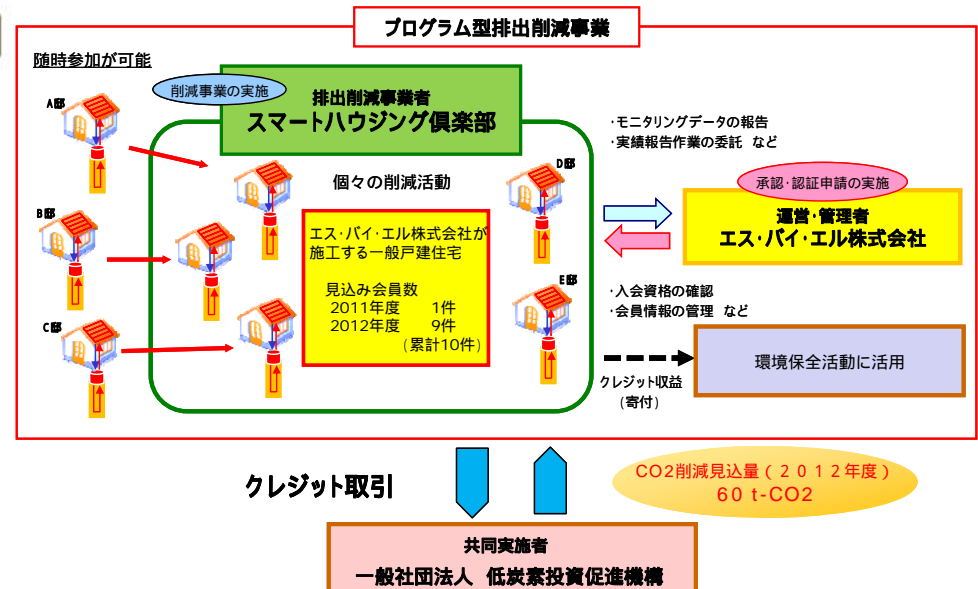 プログラム型排出削減事業
随時参加が可能
削減事業の実施
排出削減事業者
スマートハウジング倶楽部
A邸
B邸
C邸
D邸
E邸
個々の削減活動
エス・バイ・エル株式会社が
施工する一般戸建住宅
見込み会員数
2011年度 1件
2012年度 9件
(累計10件)
・モニタリングデータの報告
・実績報告作業の委託 など
承認・認証申請の実施
運営・管理者
エス・バイ・エル株式会社
・入会資格の確認
・会員情報の管理 など
クレジット収益
(寄付)
環境保全活動に活用
クレジット取引
CO2削減見込量(2012年度)
60 t-CO2
共同実施者
一般社団法人 低炭素投資促進機構